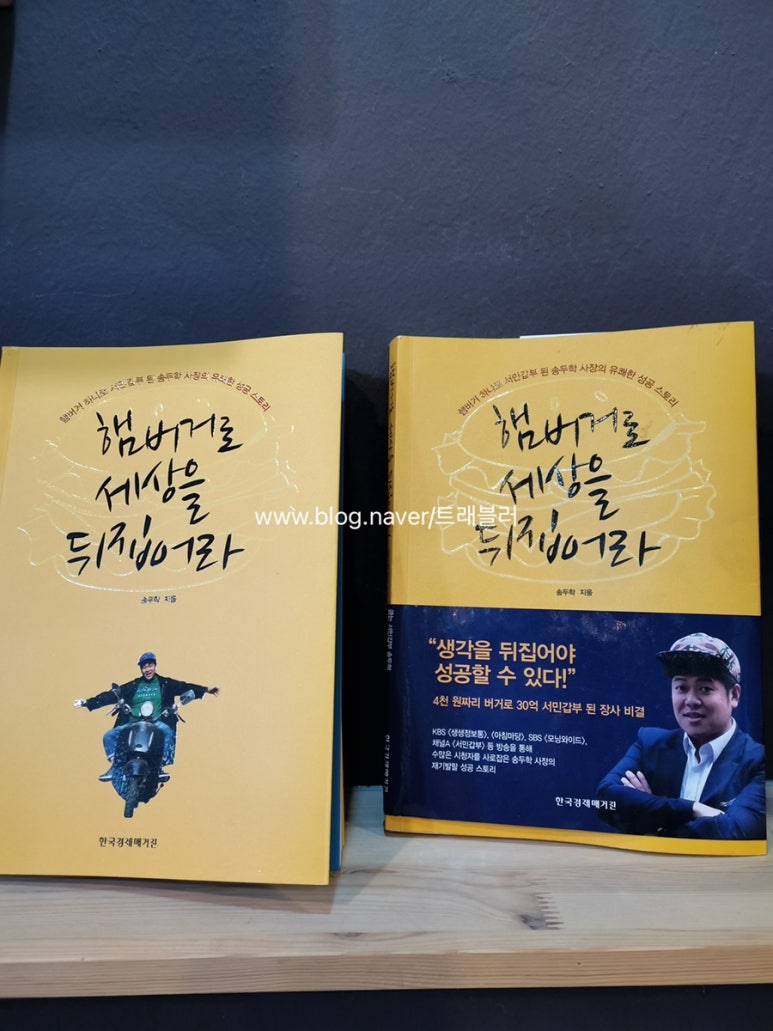 햄버거 하나로 서민갑부 된 송두학 사장의 유쾌한 성공 스토리
햄버거로
세상을
뒤집어라
송두학 지음
한국경제매거진
햄버거 하나로 서민갑부 된 송두학 사장의 유쾌한 성공 스토리
햄버거로
세상을
뒤집어라
송두학 지음
“생각을 뒤집어야
성공할 수 있다!”
4천 원짜리 버거로 30억 서민갑부 된 장사 비결
KBS 〈생생정보통〉, 〈아침마당〉, SBS 〈모닝와이드〉,
채널A 〈서민갑부〉 등 방송을 통해
수많은 시청자를 사로잡은 송두학 사장의
재기발랄 성공 스토리
한국경제매거진
한국경제매거진
www.blog.naver/트래블러